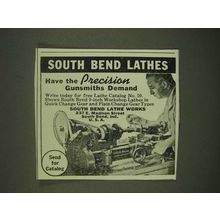 SOUTH BEND LATHES
Have the Precision
Gunsmiths Demand
Write today for free Lathe Catalog No. 50.
Shows South Bend 9-inch Workshop Lathes in
Quick Change Gear and Plain Change Gear Types
SOUTH BEND LATHE WORKS
237 E. Madison Street
South Bend, Ind.
U. S. A.
Send
for
Catalog